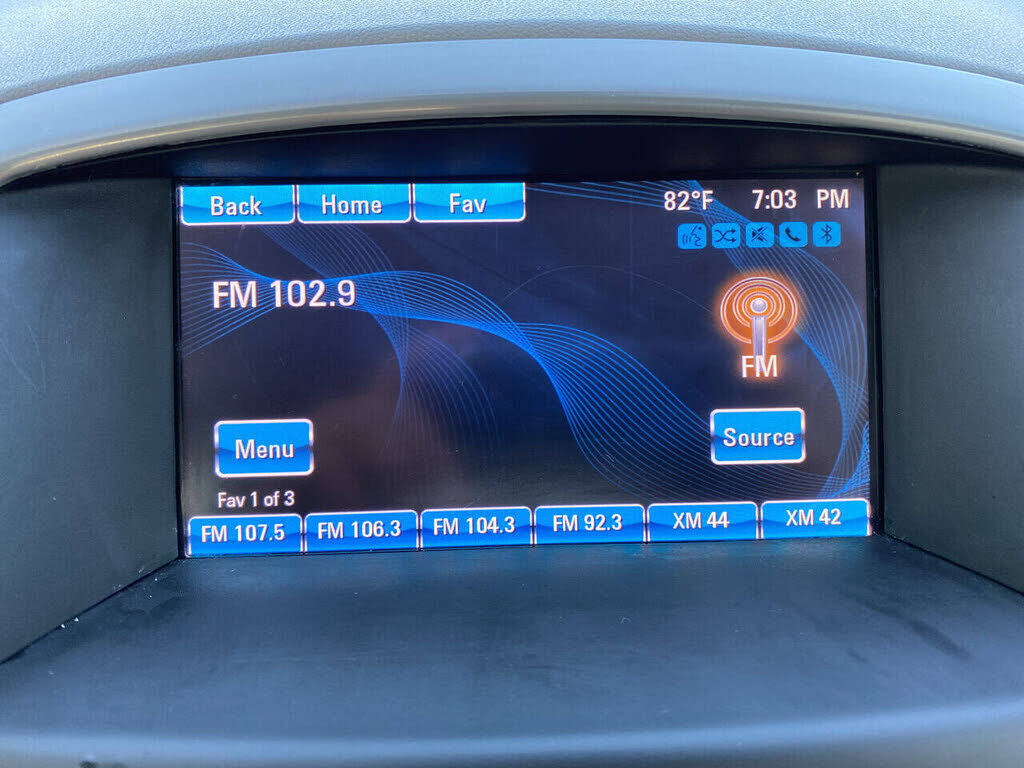 Back Home Fav 82°F 7:03 PM
FM 102.9
FM
Menu Source
Fav 1 of 3
FM 107.5 FM 106.3 FM 104.3 FM 92.3 XM 44 XM 42